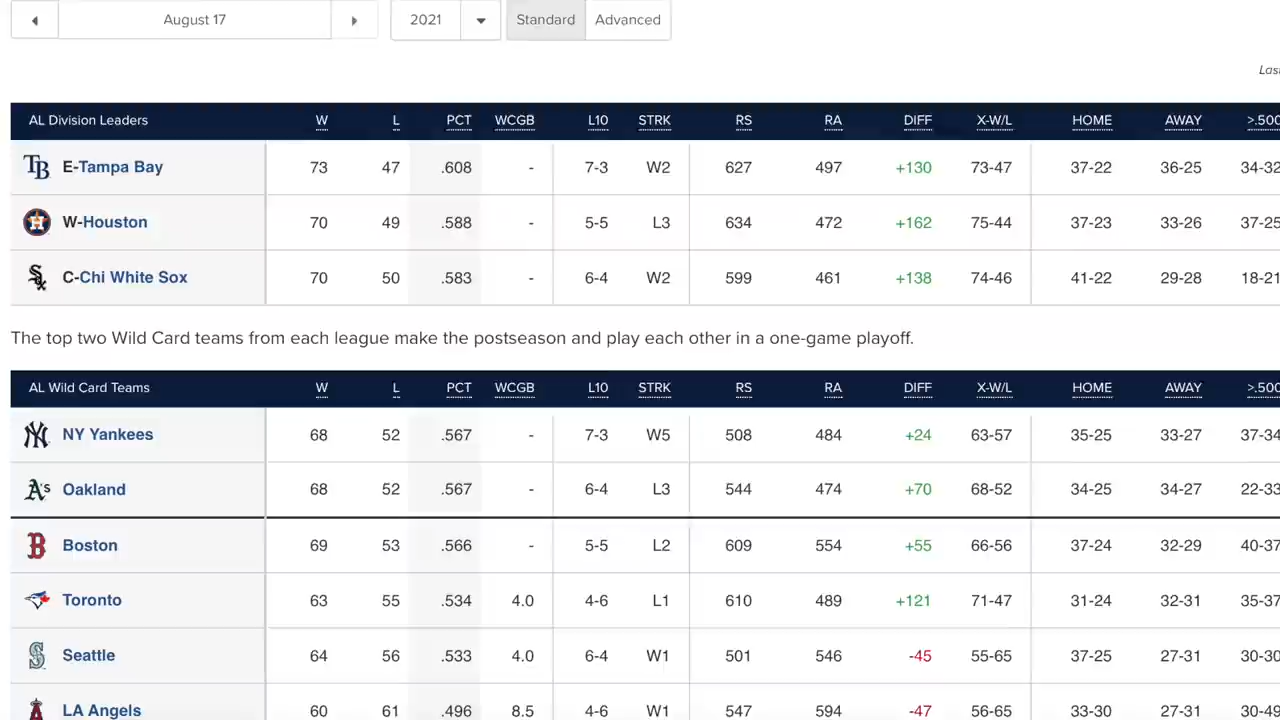 August 17 2021 Standard Advanced
Last
AL Division Leaders W L PCT WCGB L10 STRK RS RA DIFF X-W/L HOME AWAY >.500
E-Tampa Bay 73 47 .608 - 7-3 W2 627 497 +130 73-47 37-22 36-25 34-32
W-Houston 70 49 .588 - 5-5 L3 634 472 +162 75-44 37-23 33-26 37-25
C-Chi White Sox 70 50 .583 - 6-4 W2 599 461 +138 74-46 41-22 29-28 18-21
The top two Wild Card teams from each league make the postseason and play each other in a one-game playoff.
AL Wild Card Teams W L PCT WCGB L10 STRK RS RA DIFF X-W/L HOME AWAY >.500
NY Yankees 68 52 .567 - 7-3 W5 508 484 +24 63-57 35-25 33-27 37-34
Oakland 68 52 .567 - 6-4 L3 544 474 +70 68-52 34-25 34-27 22-33
Boston 69 53 .566 - 5-5 L2 609 554 +55 66-56 37-24 32-29 40-37
Toronto 63 55 .534 4.0 4-6 L1 610 489 +121 71-47 31-24 32-31 35-37
Seattle 64 56 .533 4.0 6-4 W1 501 546 -45 55-65 37-25 27-31 30-30
LA Angels 60 61 .496 8.5 4-6 W1 547 594 -47 56-65 33-30 27-31 30-49